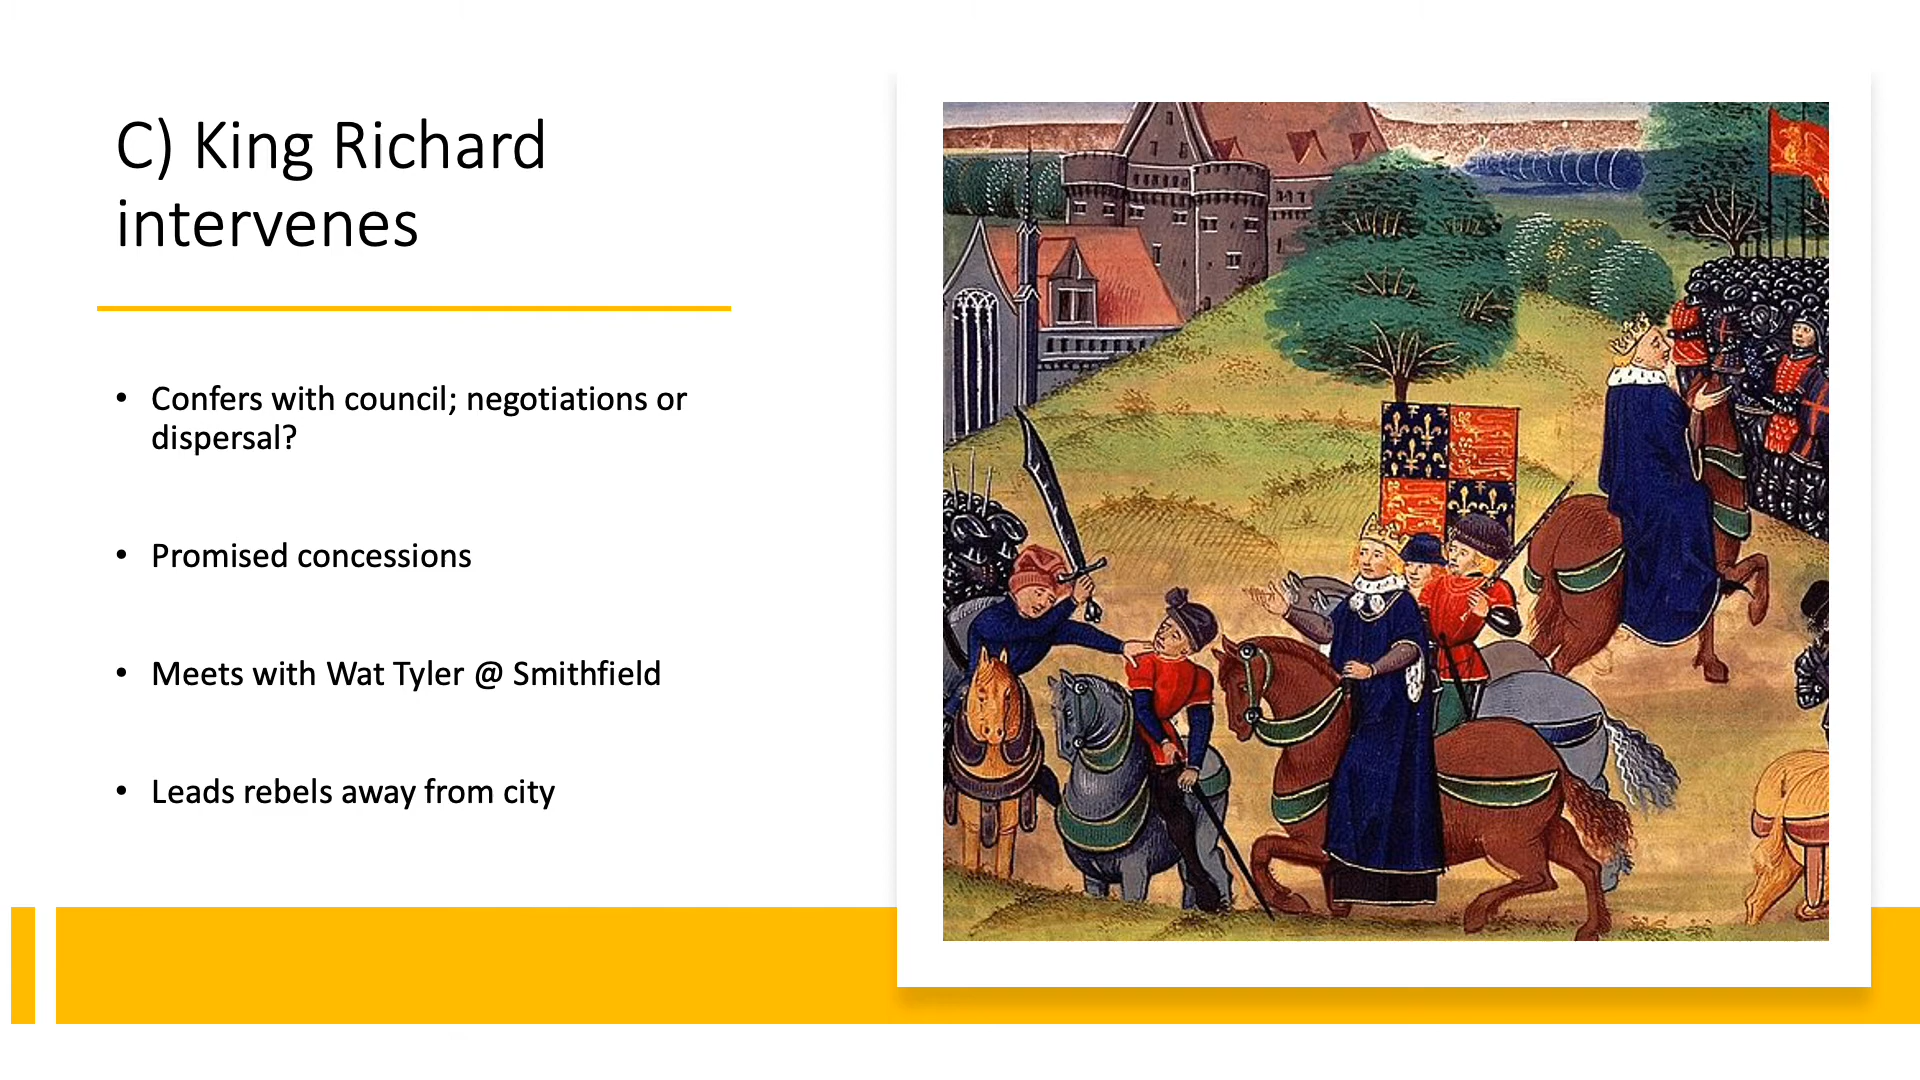 C) King Richard
intervenes
• Confers with council; negotiations or
dispersal?
• Promised concessions
• Meets with Wat Tyler @ Smithfield
• Leads rebels away from city